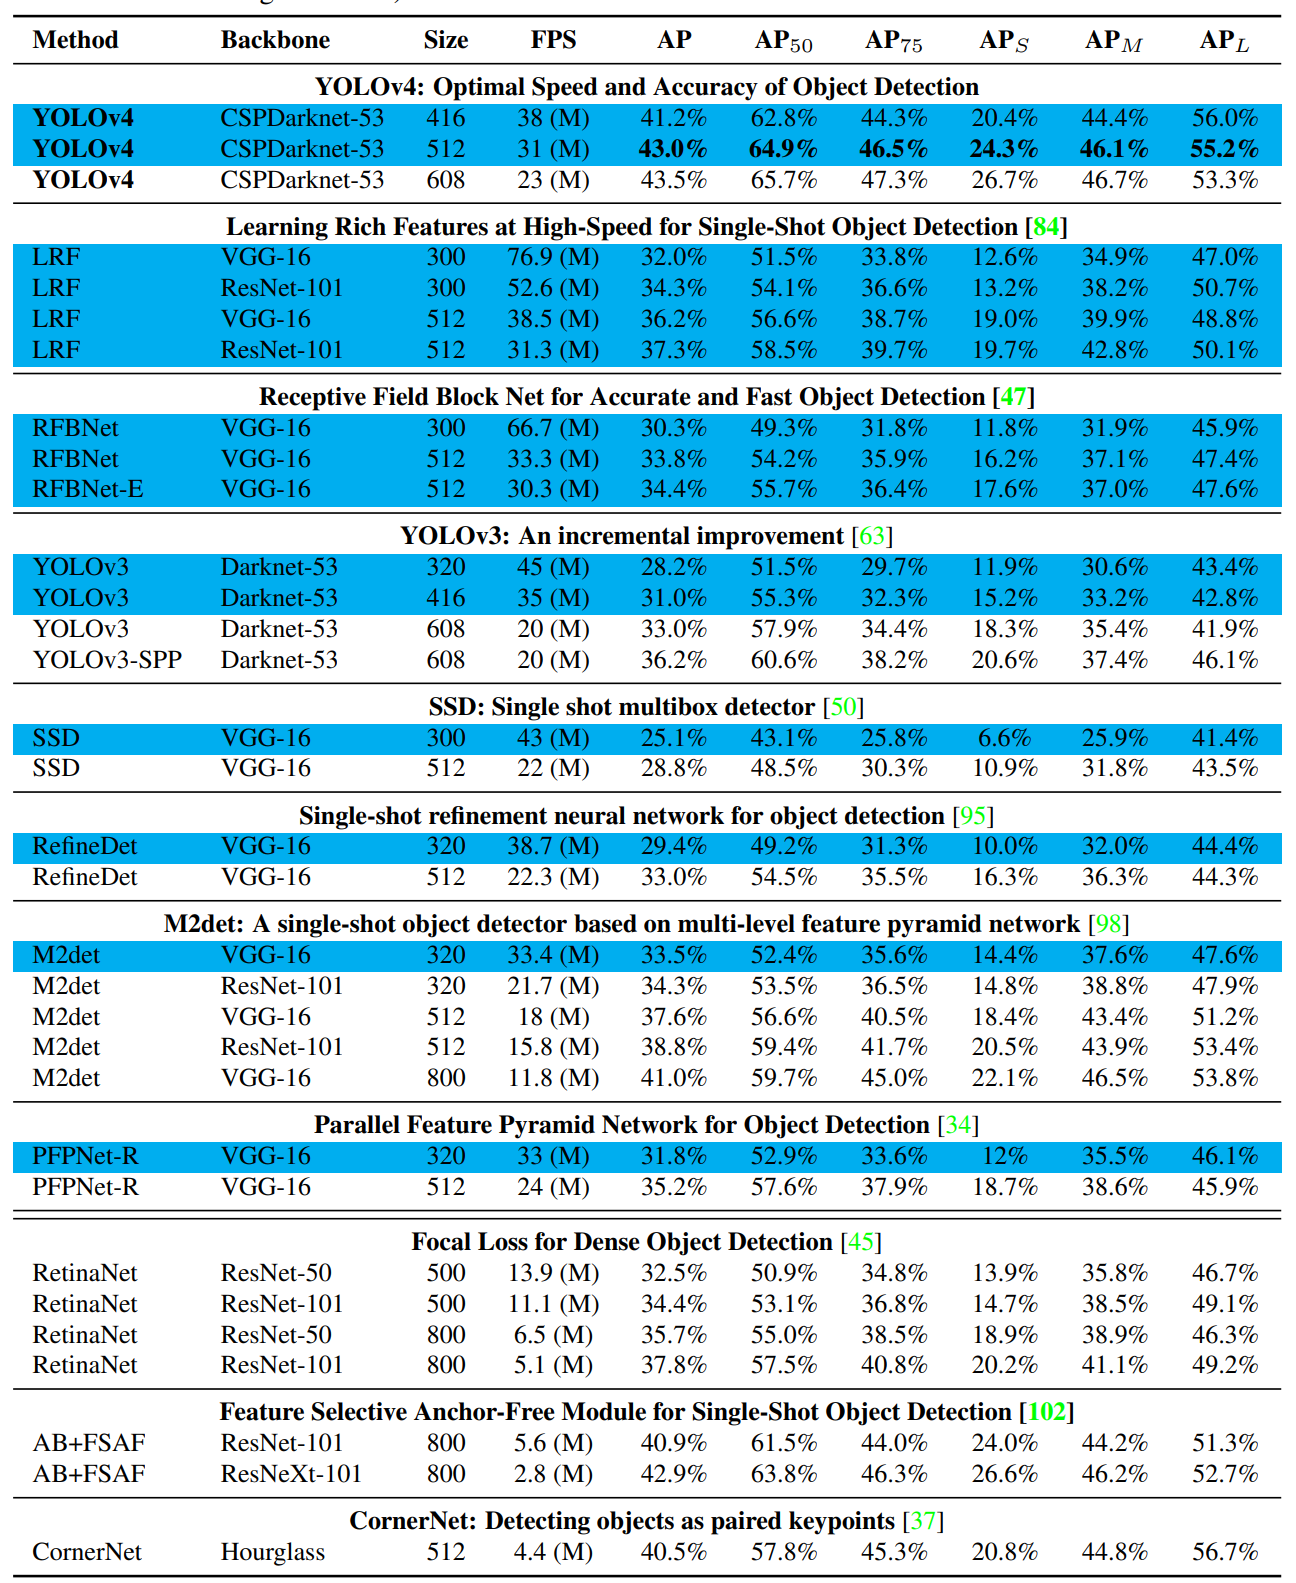 Method Backbone Size FPS AP AP50 AP75 APS APM APL
YOLOv4: Optimal Speed and Accuracy of Object Detection
YOLOv4 CSPDarknet-53 416 38 (M) 41.2% 62.8% 44.3% 20.4% 44.4% 56.0%
YOLOv4 CSPDarknet-53 512 31 (M) 43.0% 64.9% 46.5% 24.3% 46.1% 55.2%
YOLOv4 CSPDarknet-53 608 23 (M) 43.5% 65.7% 47.3% 26.7% 46.7% 53.3%
Learning Rich Features at High-Speed for Single-Shot Object Detection [84]
LRF VGG-16 300 76.9 (M) 32.0% 51.5% 33.8% 12.6% 34.9% 47.0%
LRF ResNet-101 300 52.6 (M) 34.3% 54.1% 36.6% 13.2% 38.2% 50.7%
LRF VGG-16 512 38.5 (M) 36.2% 56.6% 38.7% 19.0% 39.9% 48.8%
LRF ResNet-101 512 31.3 (M) 37.3% 58.5% 39.7% 19.7% 42.8% 50.1%
Receptive Field Block Net for Accurate and Fast Object Detection [47]
RFBNet VGG-16 300 66.7 (M) 30.3% 49.3% 31.8% 11.8% 31.9% 45.9%
RFBNet VGG-16 512 33.3 (M) 33.8% 54.2% 35.9% 16.2% 37.1% 47.4%
RFBNet-E VGG-16 512 30.3 (M) 34.4% 55.7% 36.4% 17.6% 37.0% 47.6%
YOLOv3: An incremental improvement [63]
YOLOv3 Darknet-53 320 45 (M) 28.2% 51.5% 29.7% 11.9% 30.6% 43.4%
YOLOv3 Darknet-53 416 35 (M) 31.0% 55.3% 32.3% 15.2% 33.2% 42.8%
YOLOv3 Darknet-53 608 20 (M) 33.0% 57.9% 34.4% 18.3% 35.4% 41.9%
YOLOv3-SPP Darknet-53 608 20 (M) 36.2% 60.6% 38.2% 20.6% 37.4% 46.1%
SSD: Single shot multibox detector [50]
SSD VGG-16 300 43 (M) 25.1% 43.1% 25.8% 6.6% 25.9% 41.4%
SSD VGG-16 512 22 (M) 28.8% 48.5% 30.3% 10.9% 31.8% 43.5%
Single-shot refinement neural network for object detection [95]
RefineDet VGG-16 320 38.7 (M) 29.4% 49.2% 31.3% 10.0% 32.0% 44.4%
RefineDet VGG-16 512 22.3 (M) 33.0% 54.5% 35.5% 16.3% 36.3% 44.3%
M2det: A single-shot object detector based on multi-level feature pyramid network [98]
M2det VGG-16 320 33.4 (M) 33.5% 52.4% 35.6% 14.4% 37.6% 47.6%
M2det ResNet-101 320 21.7 (M) 34.3% 53.5% 36.5% 14.8% 38.8% 47.9%
M2det VGG-16 512 18 (M) 37.6% 56.6% 40.5% 18.4% 43.4% 51.2%
M2det ResNet-101 512 15.8 (M) 38.8% 59.4% 41.7% 20.5% 43.9% 53.4%
M2det VGG-16 800 11.8 (M) 41.0% 59.7% 45.0% 22.1% 46.5% 53.8%
Parallel Feature Pyramid Network for Object Detection [34]
PFPNet-R VGG-16 320 33 (M) 31.8% 52.9% 33.6% 12% 35.5% 46.1%
PFPNet-R VGG-16 512 24 (M) 35.2% 57.6% 37.9% 18.7% 38.6% 45.9%
Focal Loss for Dense Object Detection [45]
RetinaNet ResNet-50 500 13.9 (M) 32.5% 50.9% 34.8% 13.9% 35.8% 46.7%
RetinaNet ResNet-101 500 11.1 (M) 34.4% 53.1% 36.8% 14.7% 38.5% 49.1%
RetinaNet ResNet-50 800 6.5 (M) 35.7% 55.0% 38.5% 18.9% 38.9% 46.3%
RetinaNet ResNet-101 800 5.1 (M) 37.8% 57.5% 40.8% 20.2% 41.1% 49.2%
Feature Selective Anchor-Free Module for Single-Shot Object Detection [102]
AB+FSAF ResNet-101 800 5.6 (M) 40.9% 61.5% 44.0% 24.0% 44.2% 51.3%
AB+FSAF ResNeXt-101 800 2.8 (M) 42.9% 63.8% 46.3% 26.6% 46.2% 52.7%
CornerNet: Detecting objects as paired keypoints [37]
CornerNet Hourglass 512 4.4 (M) 40.5% 57.8% 45.3% 20.8% 44.8% 56.7%